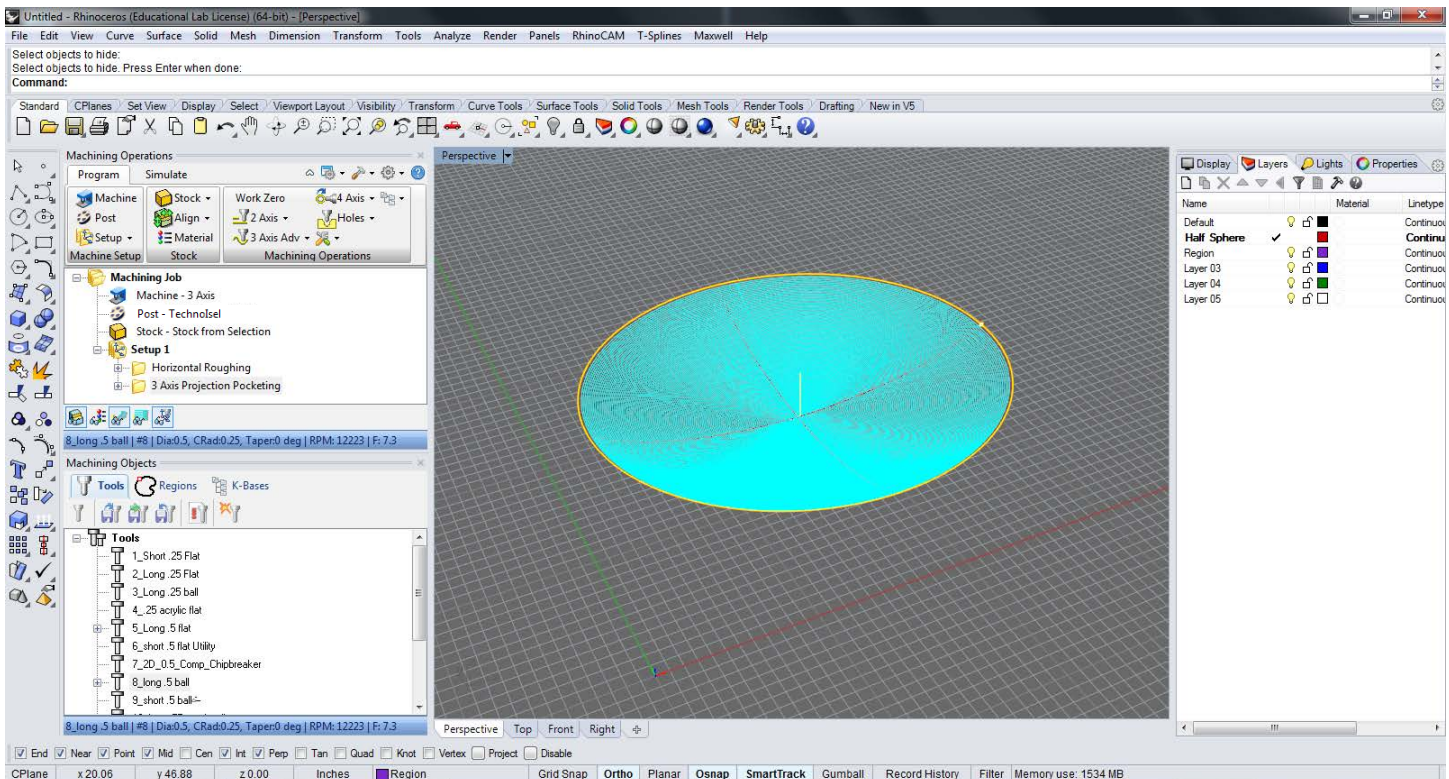 Untitled - Rhinoceros (Educational Lab License) (64-bit) - [Perspective]
File Edit View Curve Surface Solid Mesh Dimension Transform Tools Analyze Render Panels RhinoCAM T-Splines Maxwell Help
Select objects to hide:
Select objects to hide. Press Enter when done:
Command:
Standard CPlanes Set View Display Select Viewport Layout Visibility Transform Curve Tools Surface Tools Solid Tools Mesh Tools Render Tools Drafting New in V5
Machining Operations
Program Simulate
Machine Stock Work Zero 4 Axis
Post Align 2 Axis Holes
Setup Material 3 Axis Adv
Machine Setup Stock Machining Operations
Machining Job
Machine - 3 Axis
Post - TechnoIsel
Stock - Stock from Selection
Setup 1
Horizontal Roughing
3 Axis Projection Pocketing
8_long .5 ball | #8 | Dia:0.5, CRad:0.25, Taper:0 deg | RPM: 12223 | F: 7.3
Machining Objects
Tools Regions K-Bases
Tools
1_Short .25 Flat
2_Long .25 Flat
3_Long .25 ball
4_.25 acrylic flat
5_Long .5 flat
6_short .5 flat Utility
7_2D_0.5_Comp_Chipbreaker
8_long .5 ball
9_short .5 ball
8_long .5 ball | #8 | Dia:0.5, CRad:0.25, Taper:0 deg | RPM: 12223 | F: 7.3
Perspective
Perspective Top Front Right
Display Layers Lights Properties
Name Material Linetype
Default Continuou
Half Sphere Continu
Region Continuou
Layer 03 Continuou
Layer 04 Continuou
Layer 05 Continuou
End Near Point Mid Cen Int Perp Tan Quad Knot Vertex Project Disable
CPlane x 20.06 y 46.88 z 0.00 Inches Region Grid Snap Ortho Planar Osnap SmartTrack Gumball Record History Filter Memory use: 1534 MB